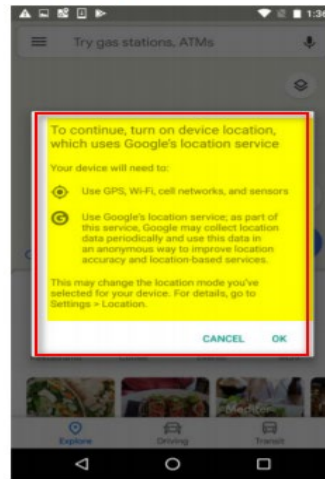 1:30
Try gas stations, ATMs
To continue, turn on device location,
which uses Google's location service
Your device will need to:
Use GPS, Wi-Fi, cell networks, and sensors
G
Use Google's location service; as part of
this service, Google may collect location
data periodically and use this data in
an anonymous way to improve location
accuracy and location-based services.
This may change the location mode you've
selected for your device. For details, go to
Settings > Location.
CANCEL OK
Explore Driving Transit